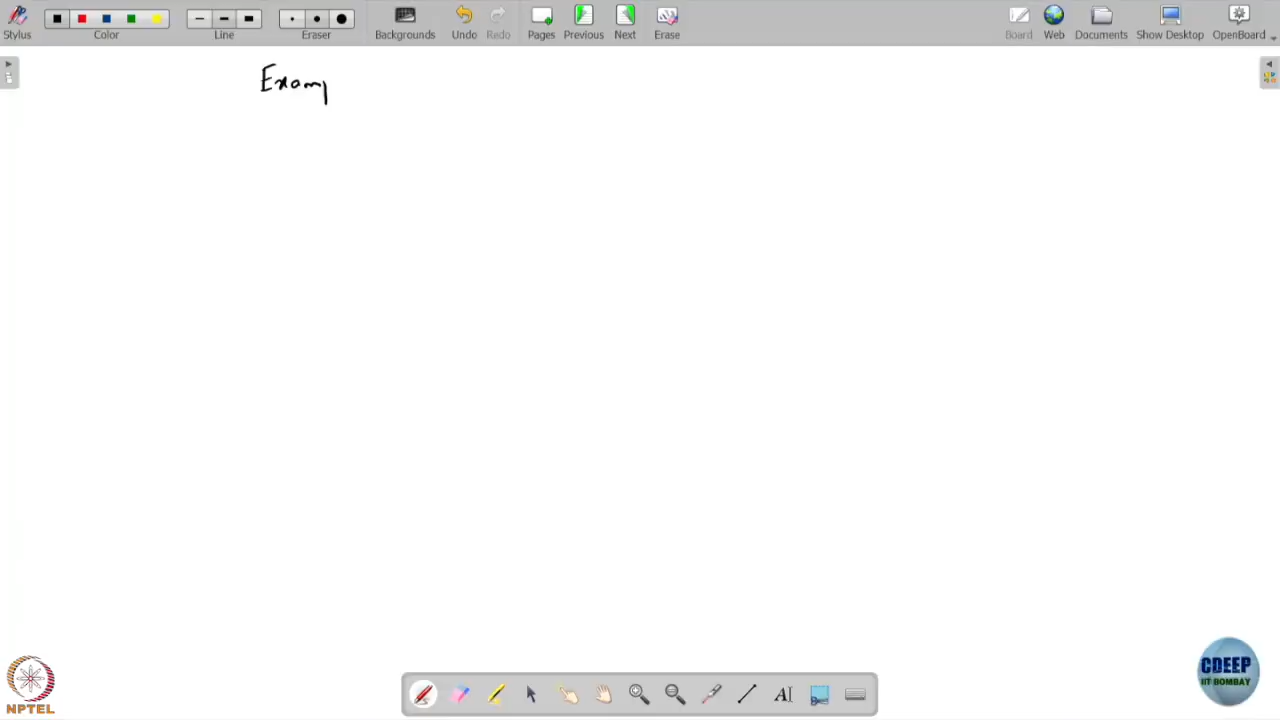 Stylus
Color
Line
Eraser
Backgrounds
Undo
Redo
Pages
Previous
Next
Erase
Board
Web
Documents
Show Desktop
OpenBoard
Examp
NPTEL
CDEEP
IIT BOMBAY